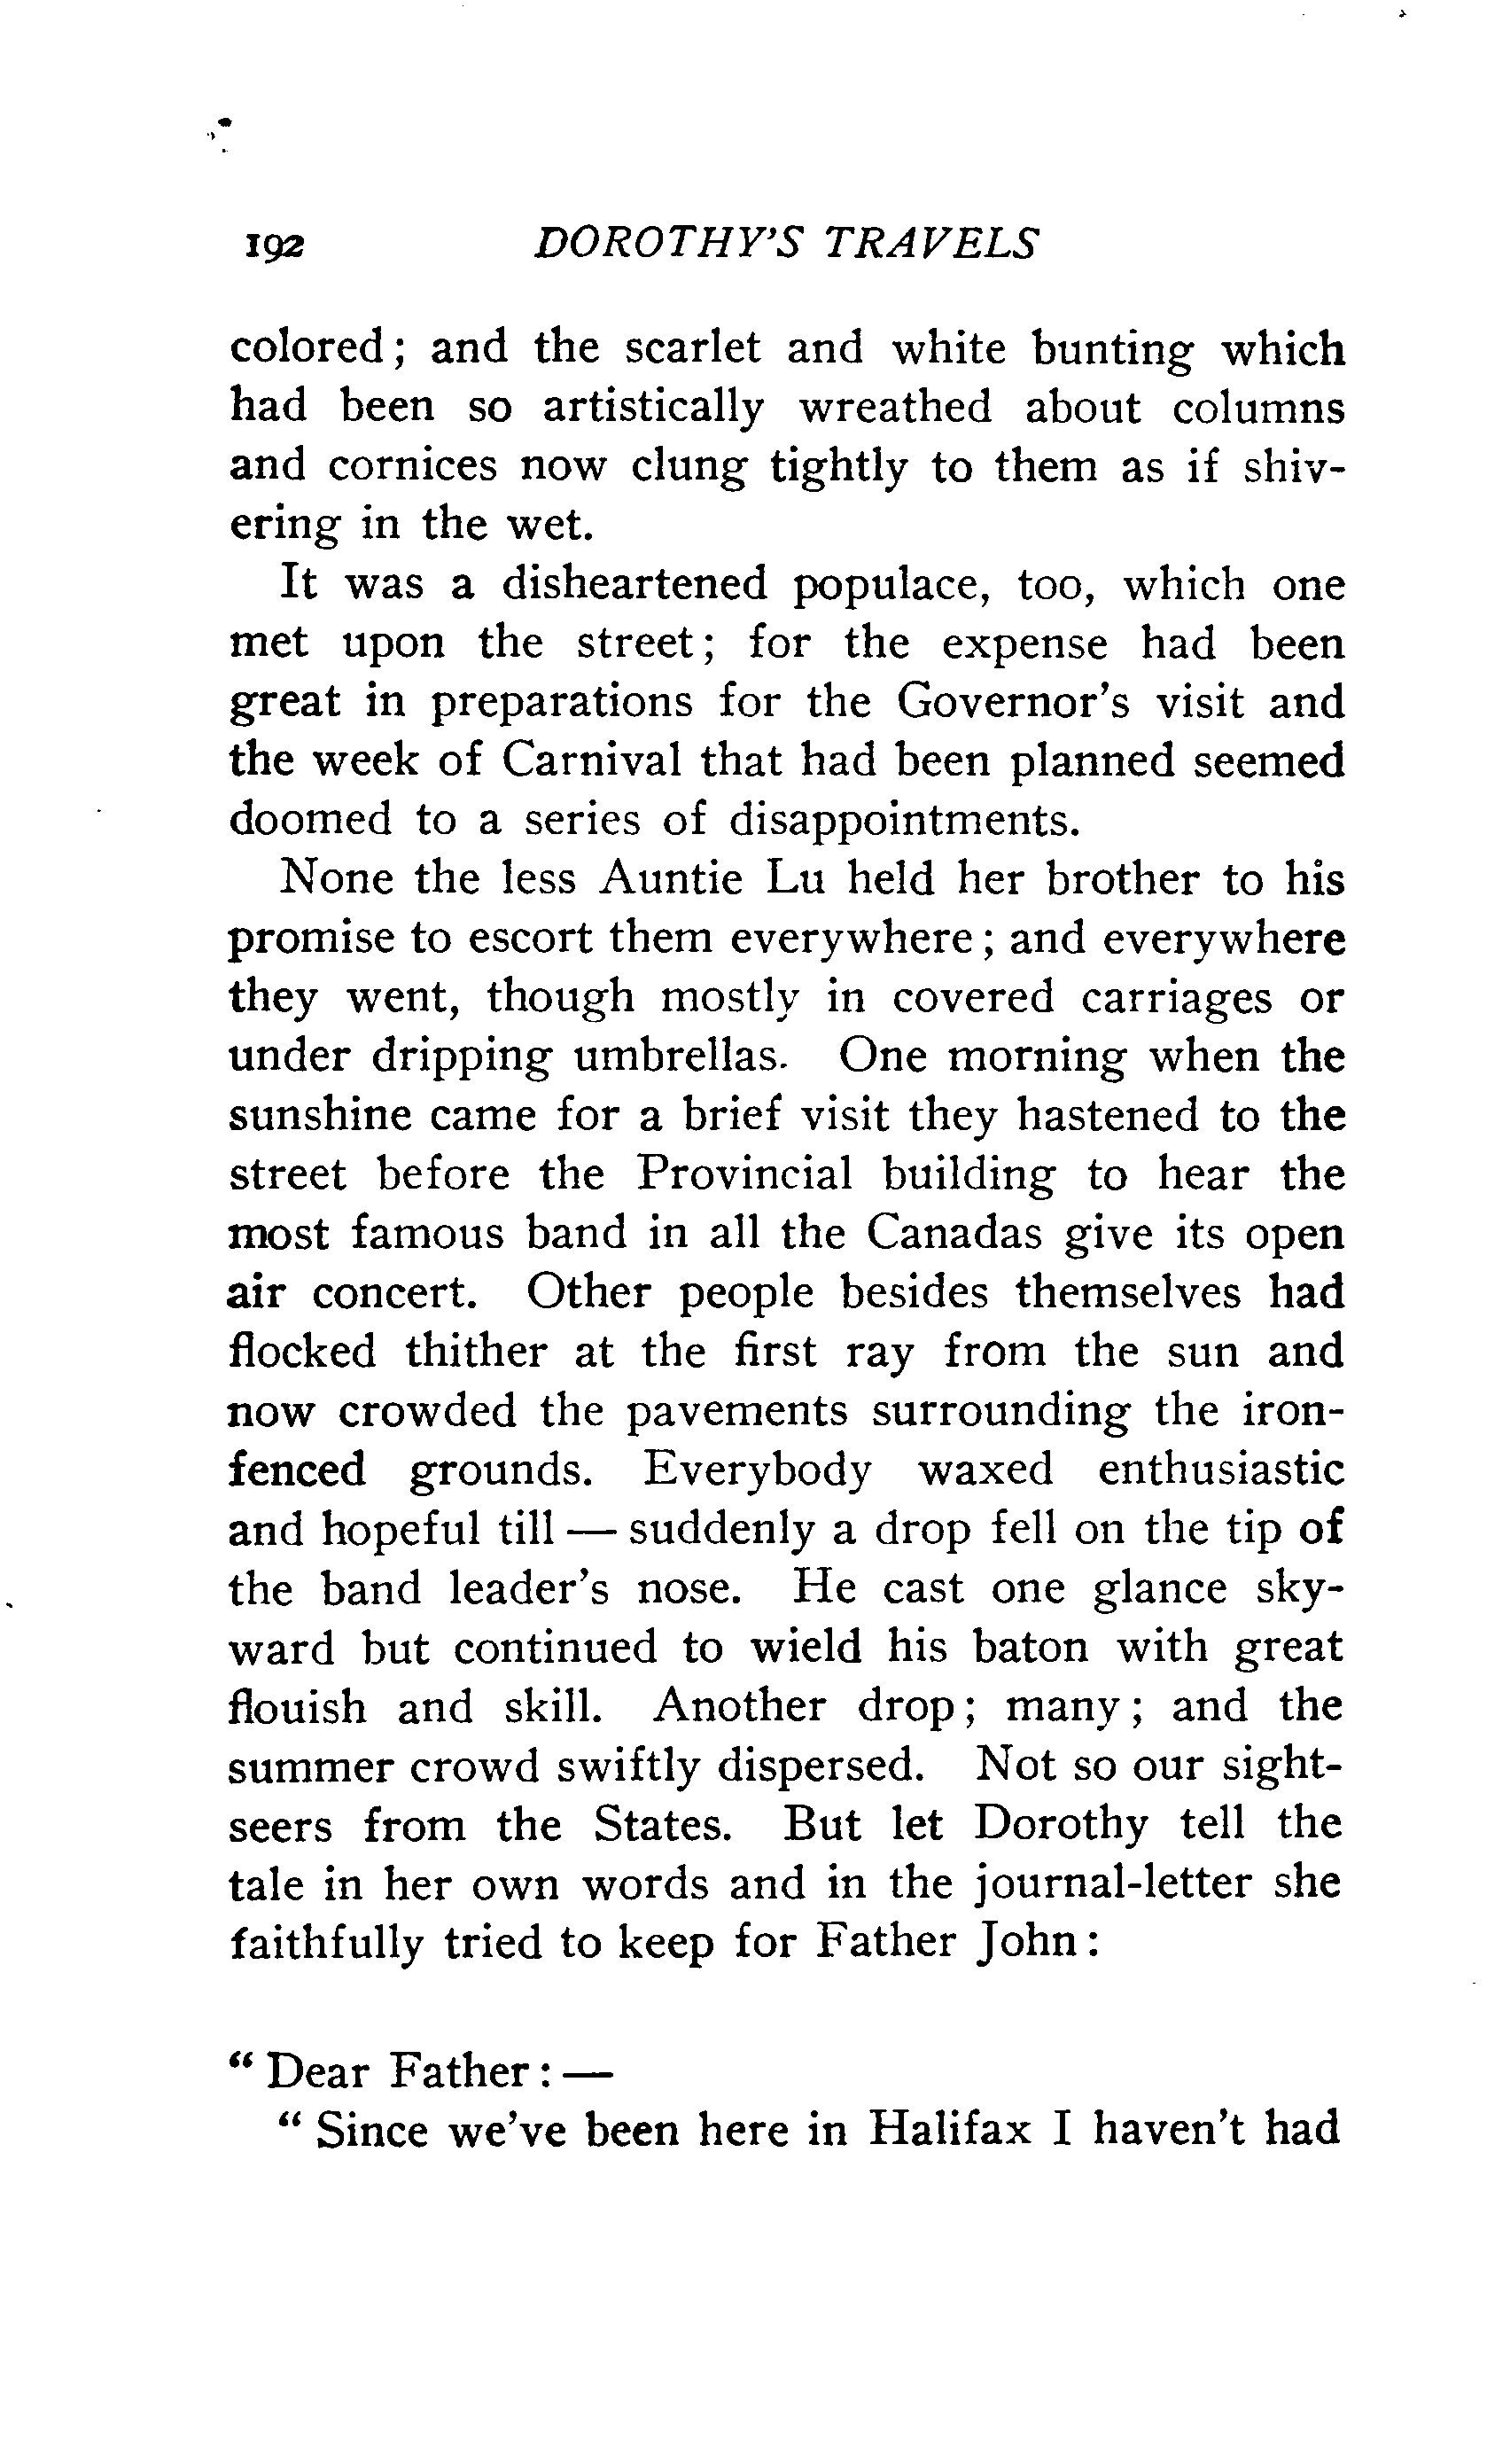 192 DOROTHY'S TRAVELS
colored; and the scarlet and white bunting which
had been so artistically wreathed about columns
and cornices now clung tightly to them as if shiv-
ering in the wet.
It was a disheartened populace, too, which one
met upon the street; for the expense had been
great in preparations for the Governor's visit and
the week of Carnival that had been planned seemed
doomed to a series of disappointments.
None the less Auntie Lu held her brother to his
promise to escort them everywhere; and everywhere
they went, though mostly in covered carriages or
under dripping umbrellas. One morning when the
sunshine came for a brief visit they hastened to the
street before the Provincial building to hear the
most famous band in all the Canadas give its open
air concert. Other people besides themselves had
flocked thither at the first ray from the sun and
now crowded the pavements surrounding the iron-
fenced grounds. Everybody waxed enthusiastic
and hopeful till — suddenly a drop fell on the tip of
the band leader's nose. He cast one glance sky-
ward but continued to wield his baton with great
flouish and skill. Another drop; many; and the
summer crowd swiftly dispersed. Not so our sight-
seers from the States. But let Dorothy tell the
tale in her own words and in the journal-letter she
faithfully tried to keep for Father John:
"Dear Father: —
"Since we've been here in Halifax I haven't had